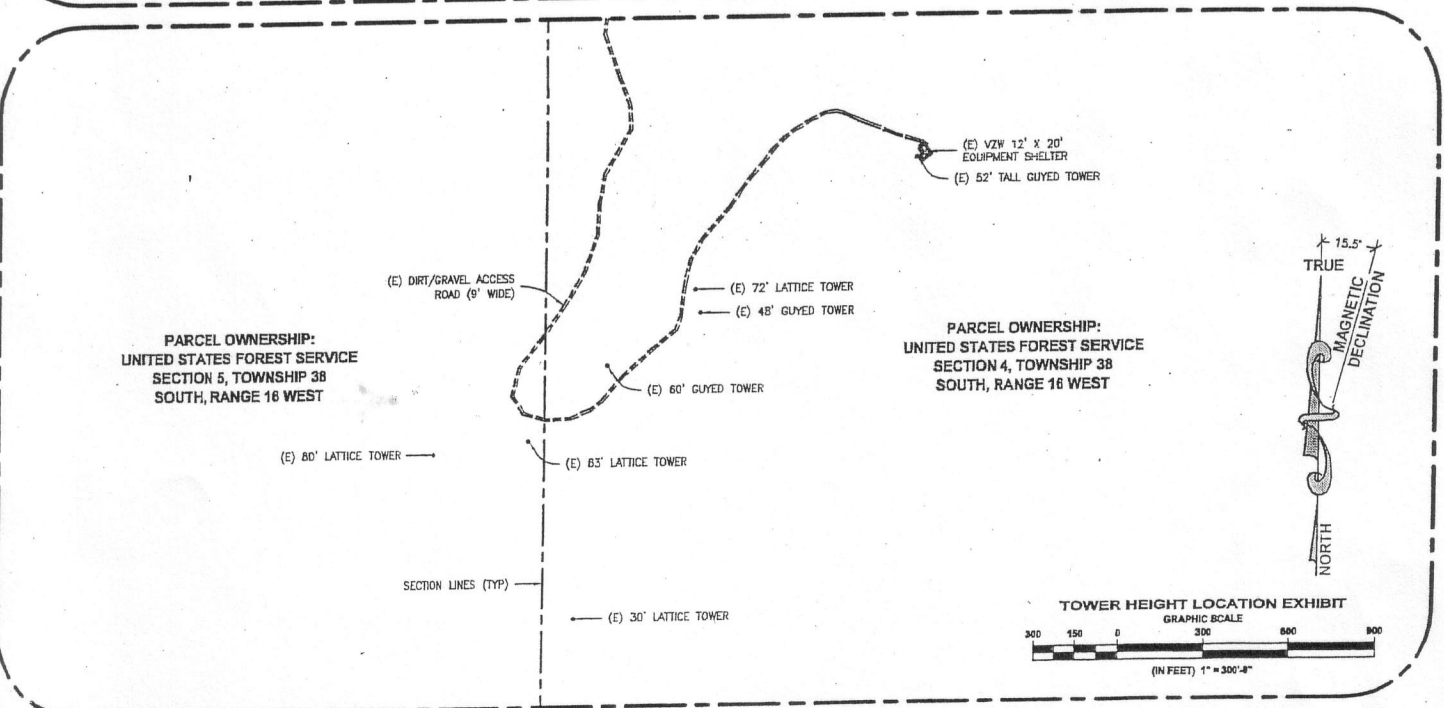 (E) VZW 12' X 20'
EQUIPMENT SHELTER
(E) 52' TALL GUYED TOWER
(E) DIRT/GRAVEL ACCESS
ROAD (9' WIDE)
(E) 72' LATTICE TOWER
(E) 48' GUYED TOWER
PARCEL OWNERSHIP:
UNITED STATES FOREST SERVICE
SECTION 5, TOWNSHIP 38
SOUTH, RANGE 16 WEST
PARCEL OWNERSHIP:
UNITED STATES FOREST SERVICE
SECTION 4, TOWNSHIP 38
SOUTH, RANGE 16 WEST
15.5°
TRUE
MAGNETIC
DECLINATION
NORTH
(E) 60' GUYED TOWER
(E) 80' LATTICE TOWER
(E) 83' LATTICE TOWER
SECTION LINES (TYP)
(E) 30' LATTICE TOWER
TOWER HEIGHT LOCATION EXHIBIT
GRAPHIC SCALE
300 150 0 300 600 900
(IN FEET) 1" = 300'-0"